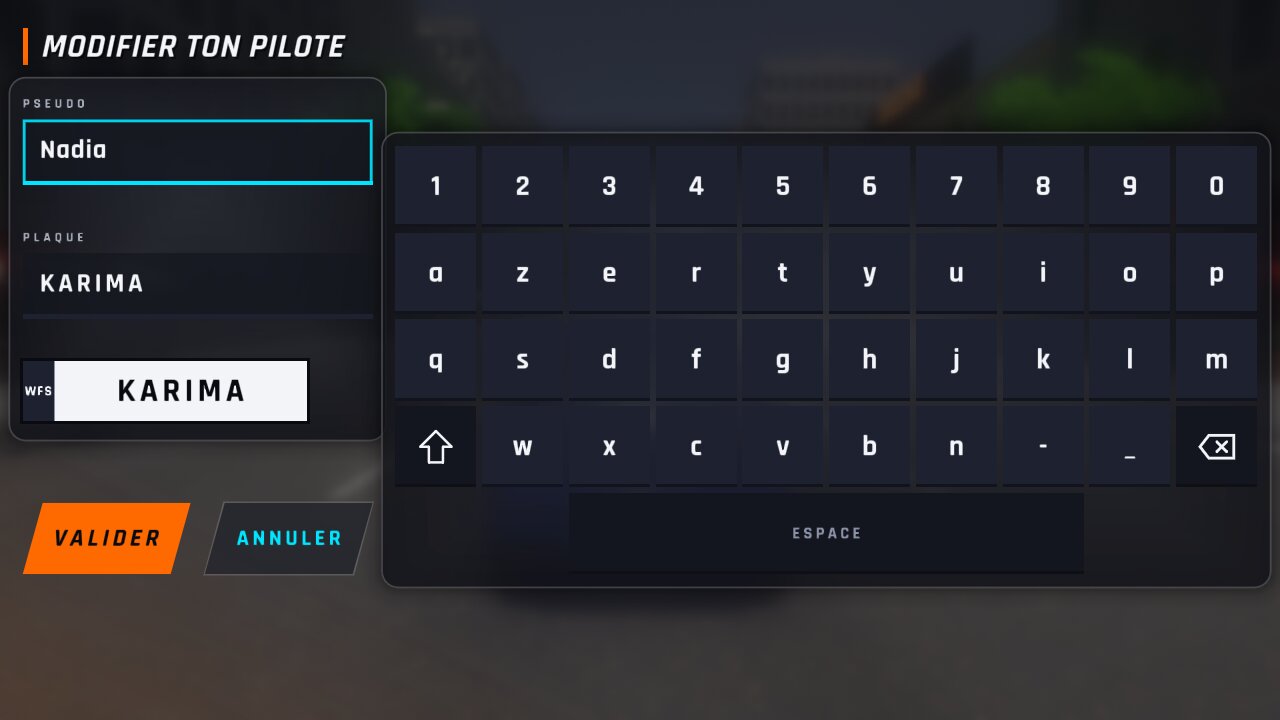 MODIFIER TON PILOTE
PSEUDO
Nadia
PLAQUE
KARIMA
WFS KARIMA
VALIDER ANNULER
1 2 3 4 5 6 7 8 9 0
a z e r t y u i o p
q s d f g h j k l m
w x c v b n - _
ESPACE